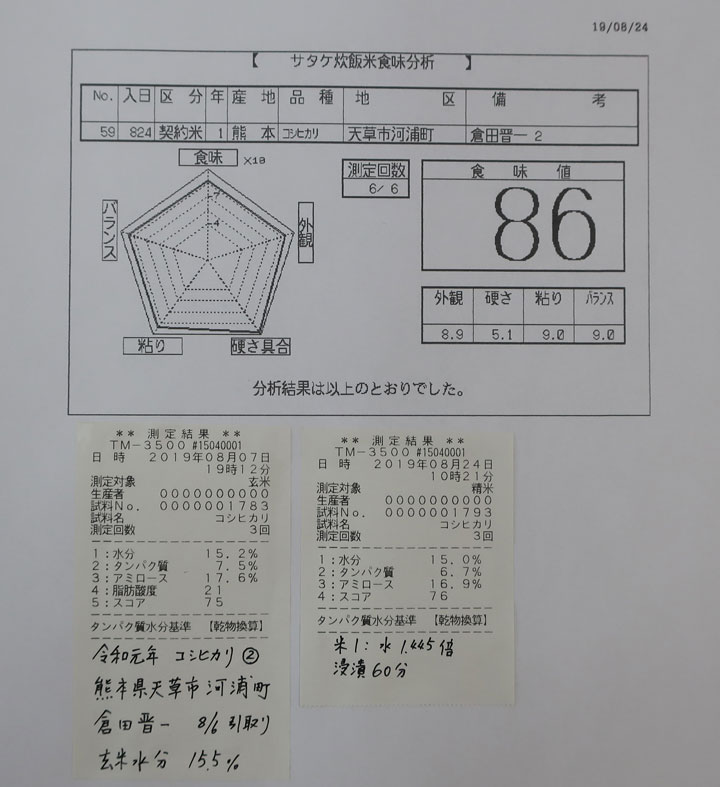 19/08/24
【 サタケ炊飯米食味分析 】
No. 入日 区分 年 産地 品種 地区 備考
59 824 契約米 1 熊本 コシヒカリ 天草市河浦町 倉田晋一 2
食味 ×10
7
4
バランス
外観
粘り
硬さ具合
測定回数
6/ 6
食味値
86
外観 硬さ 粘り バランス
8.9 5.1 9.0 9.0
分析結果は以上のとおりでした。
** 測定結果 **
TM-3500 #15040001
日時 2019年08月07日
19時12分
測定対象 玄米
生産者 0000000000
試料No. 0000001783
試料名 コシヒカリ
測定回数 3回
1:水分 15.2%
2:タンパク質 7.5%
3:アミロース 17.6%
4:脂肪酸度 21
5:スコア 75
タンパク質水分基準 【乾物換算】
令和元年 コシヒカリ ②
熊本県天草市河浦町
倉田晋一 8/6 引取り
玄米水分 15.5%
** 測定結果 **
TM-3500 #15040001
日時 2019年08月24日
10時21分
測定対象 精米
生産者 0000000000
試料No. 0000001793
試料名 コシヒカリ
測定回数 3回
1:水分 15.0%
2:タンパク質 6.7%
3:アミロース 16.9%
4:スコア 76
タンパク質水分基準 【乾物換算】
米1:水1.445倍
浸漬60分